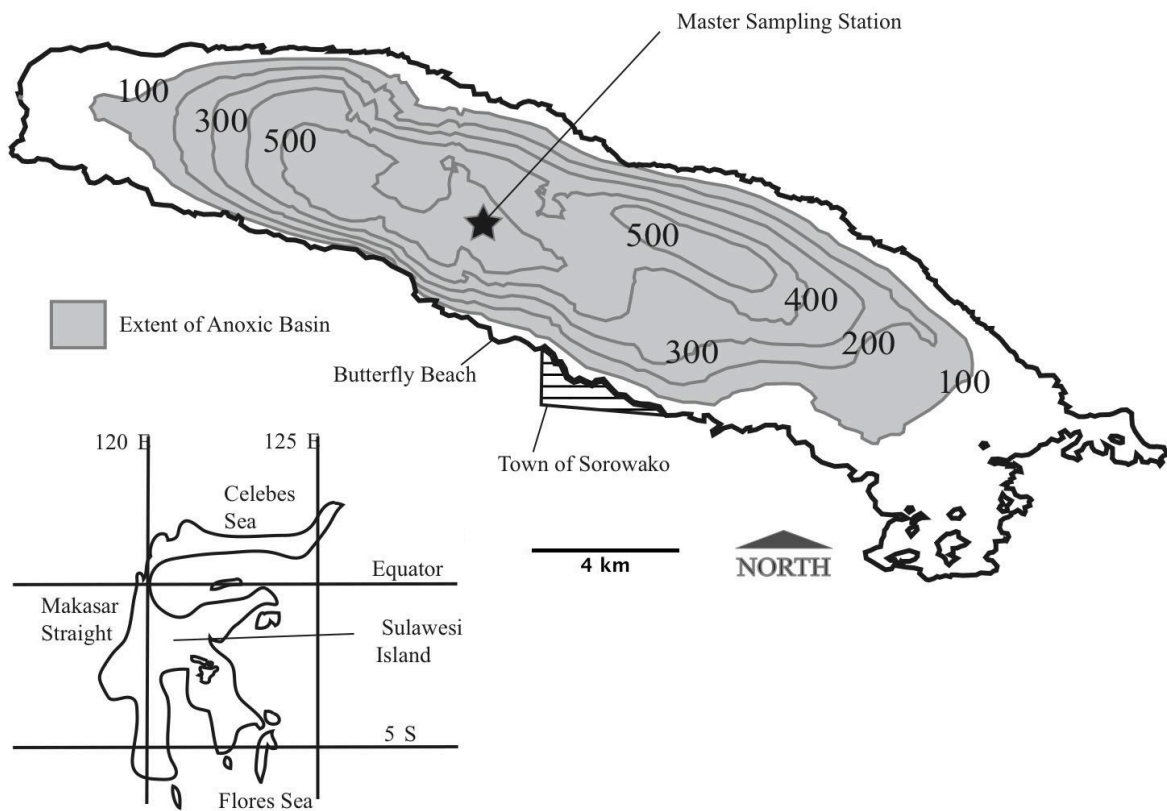 Master Sampling Station
100
300
500
500
400
300
200
100
Extent of Anoxic Basin
Butterfly Beach
Town of Sorowako
4 km
NORTH
120 E
125 E
Celebes
Sea
Equator
Makasar
Straight
Sulawesi
Island
5 S
Flores Sea